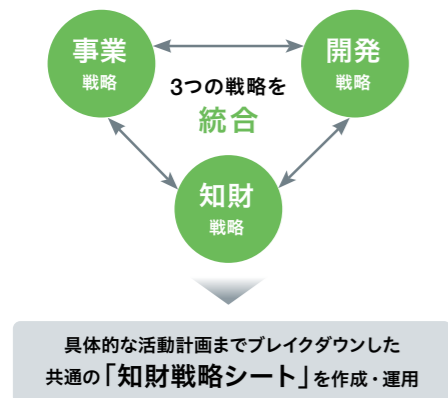 事業
戦略
開発
戦略
3つの戦略を
統合
知財
戦略
具体的な活動計画までブレイクダウンした
共通の「知財戦略シート」を作成・運用